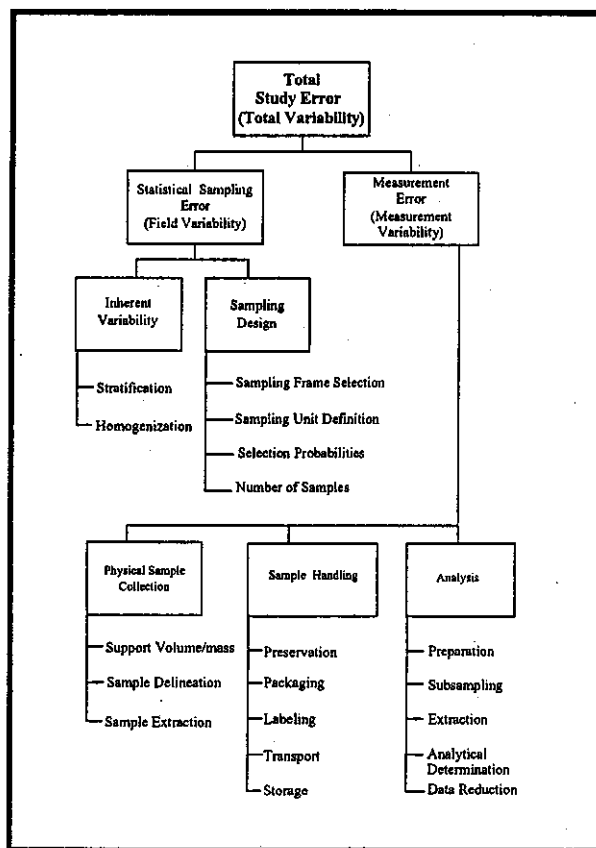 Total
Study Error
(Total Variability)
Statistical Sampling
Error
(Field Variability)
Measurement
Error
(Measurement
Variability)
Inherent
Variability
Sampling
Design
Stratification
Homogenization
Sampling Frame Selection
Sampling Unit Definition
Selection Probabilities
Number of Samples
Physical Sample
Collection
Sample Handling
Analysis
Support Volume/mass
Sample Delineation
Sample Extraction
Preservation
Packaging
Labeling
Transport
Storage
Preparation
Subsampling
Extraction
Analytical
Determination
Data Reduction